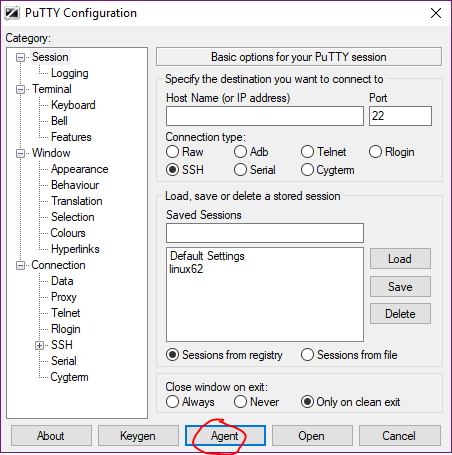 PuTTY Configuration
Category:
Session
Logging
Terminal
Keyboard
Bell
Features
Window
Appearance
Behaviour
Translation
Selection
Colours
Hyperlinks
Connection
Data
Proxy
Telnet
Rlogin
SSH
Serial
Cygterm
Basic options for your PuTTY session
Specify the destination you want to connect to
Host Name (or IP address) Port
22
Connection type:
Raw Adb Telnet Rlogin
SSH Serial Cygterm
Load, save or delete a stored session
Saved Sessions
Default Settings
linux62
Load
Save
Delete
Sessions from registry Sessions from file
Close window on exit:
Always Never Only on clean exit
About Keygen Agent Open Cancel